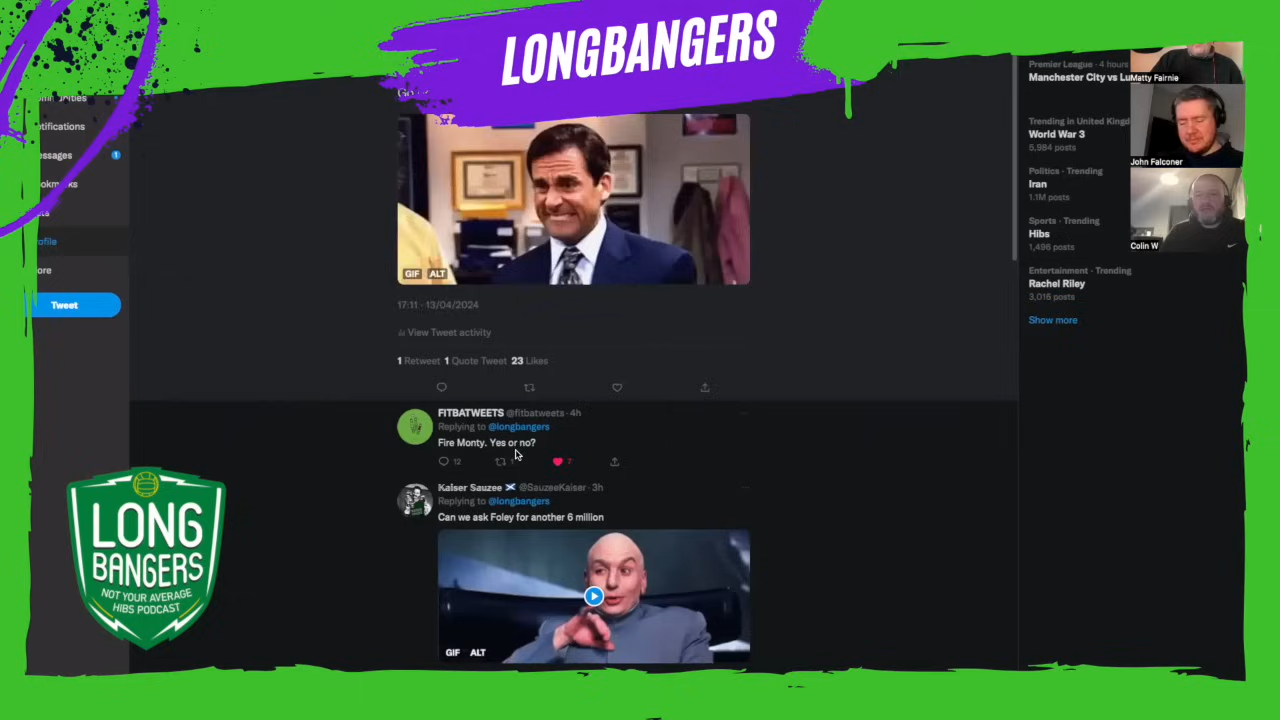 LONGBANGERS
otifications
essages
1
rofile
ore
Tweet
GIF ALT
17:11 · 13/04/2024
View Tweet activity
1 Retweet 1 Quote Tweet 23 Likes
FITBATWEETS @fitbatweets · 4h
Replying to @longbangers
Fire Monty. Yes or no?
12
7
Kaiser Sauzee @SauzeeKaiser · 3h
Replying to @longbangers
Can we ask Foley for another 6 million
GIF ALT
Premier League · 4 hours
Manchester City vs Lu
Trending in United Kingd
World War 3
5,984 posts
Politics · Trending
Iran
1.1M posts
Sports · Trending
Hibs
1,496 posts
Entertainment · Trending
Rachel Riley
3,016 posts
Show more
Matty Fairnie
John Falconer
Colin W
LONG
BANGERS
NOT YOUR AVERAGE
HIBS PODCAST